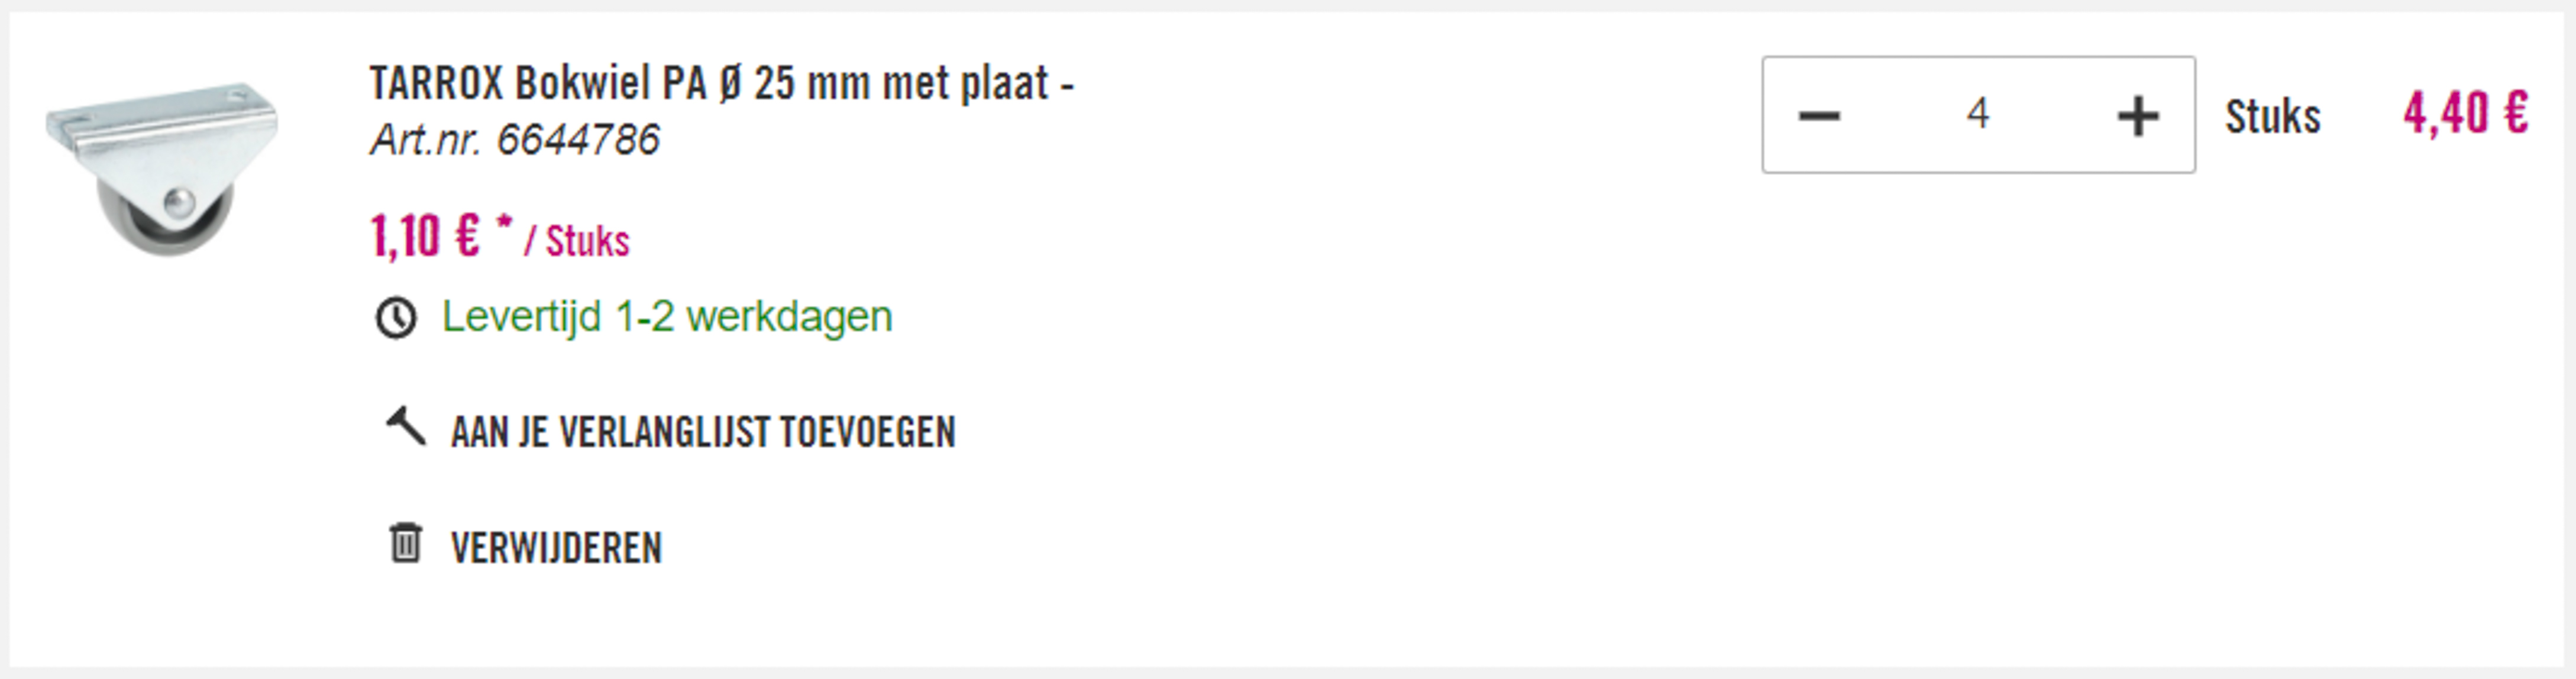 TARROX Bokwiel PA Ø 25 mm met plaat -
Art.nr. 6644786
4 Stuks 4,40 €
1,10 € * / Stuks
Levertijd 1-2 werkdagen
AAN JE VERLANGLIJST TOEVOEGEN
VERWIJDEREN